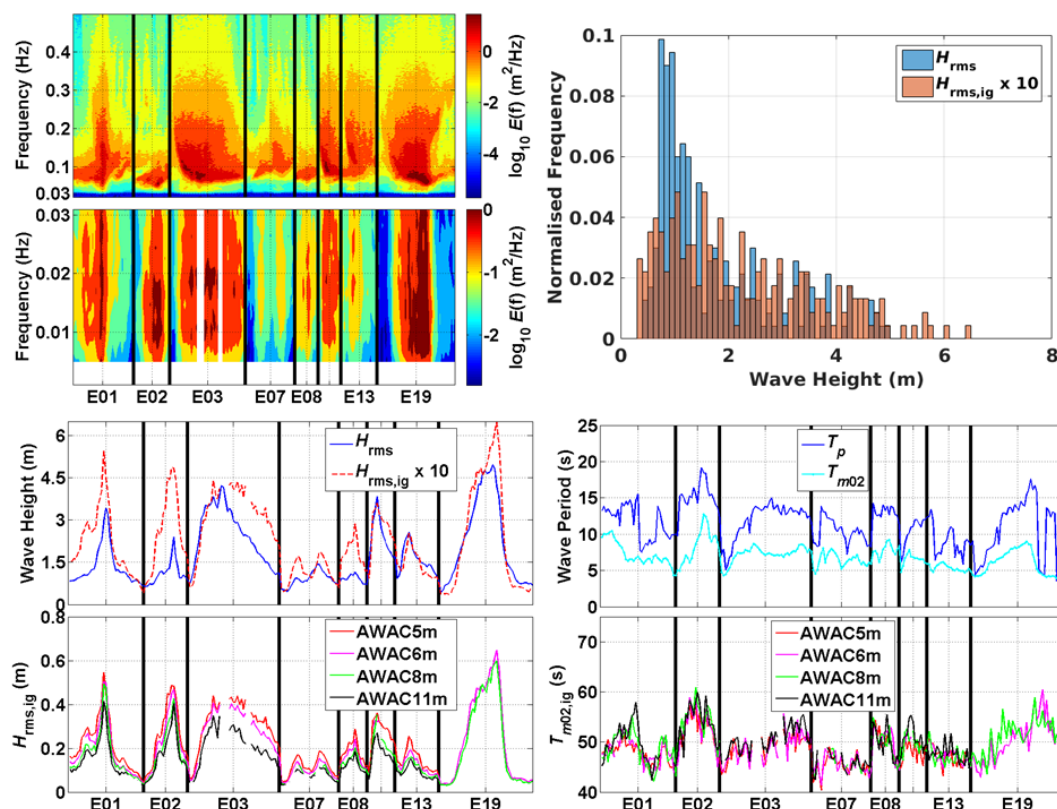 Frequency (Hz)
0.4
0.3
0.2
0.1
0.03
0
-2
-4
log10 E(f) (m²/Hz)
Frequency (Hz)
0.03
0.02
0.01
0
-1
-2
log10 E(f) (m²/Hz)
E01 E02 E03 E07 E08 E13 E19
Normalised Frequency
0.1
0.08
0.06
0.04
0.02
0
Hrms
Hrms,ig x 10
0 2 4 6 8
Wave Height (m)
Wave Height (m)
6
4.5
3
1.5
0
Hrms
Hrms,ig x 10
Wave Period (s)
25
20
15
10
5
0
Tp
Tm02
Hrms,ig (m)
0.8
0.6
0.4
0.2
0
AWAC5m
AWAC6m
AWAC8m
AWAC11m
E01 E02 E03 E07 E08 E13 E19
Tm02,ig (s)
75
70
60
50
40
AWAC5m
AWAC6m
AWAC8m
AWAC11m
E01 E02 E03 E07 E08 E13 E19